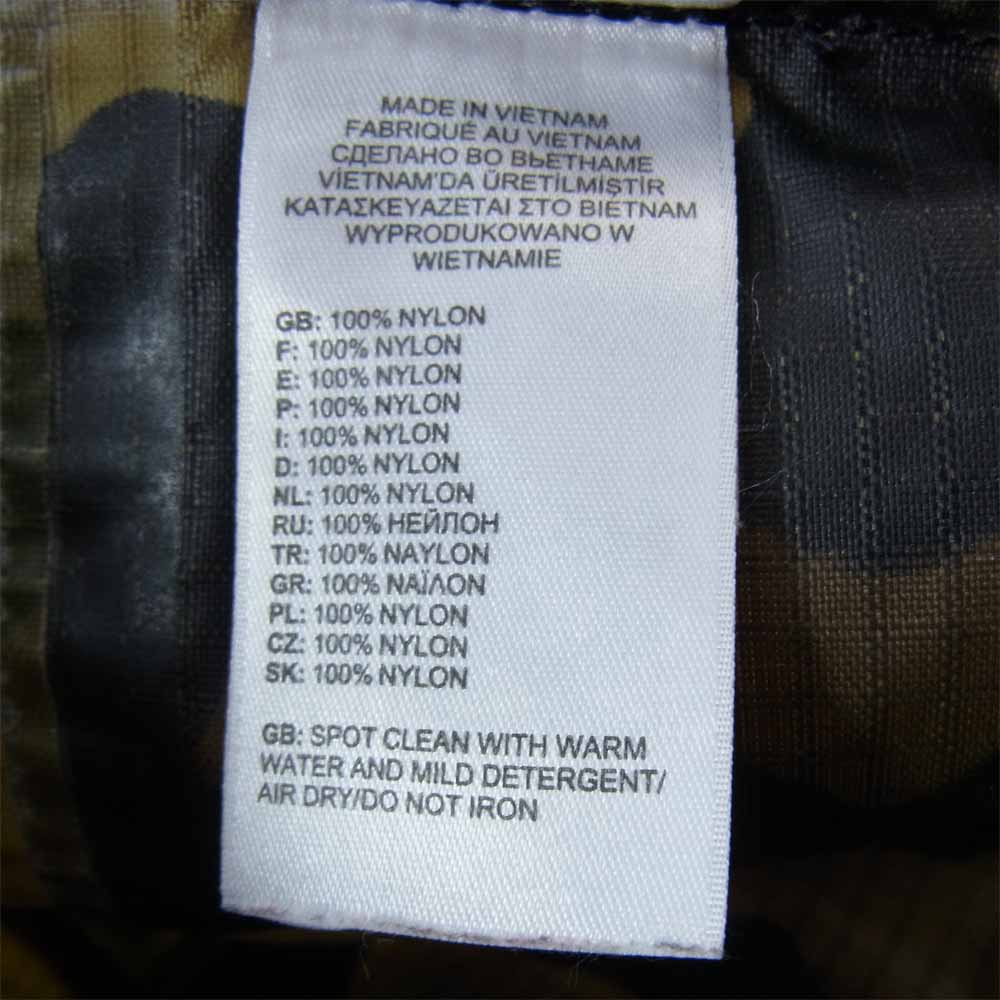 MADE IN VIETNAM
FABRIQUÉ AU VIETNAM
СДЕЛАНО ВО ВЬЕТНАМЕ
VİETNAM'DA ÜRETİLMİŞTİR
ΚΑΤΑΣΚΕΥΑΖΕΤΑΙ ΣΤΟ ΒΙΕΤΝΑΜ
WYPRODUKOWANO W
WIETNAMIE
GB: 100% NYLON
F: 100% NYLON
E: 100% NYLON
P: 100% NYLON
I: 100% NYLON
D: 100% NYLON
NL: 100% NYLON
RU: 100% НЕЙЛОН
TR: 100% NAYLON
GR: 100% ΝΑΪΛΟΝ
PL: 100% NYLON
CZ: 100% NYLON
SK: 100% NYLON
GB: SPOT CLEAN WITH WARM
WATER AND MILD DETERGENT/
AIR DRY/DO NOT IRON